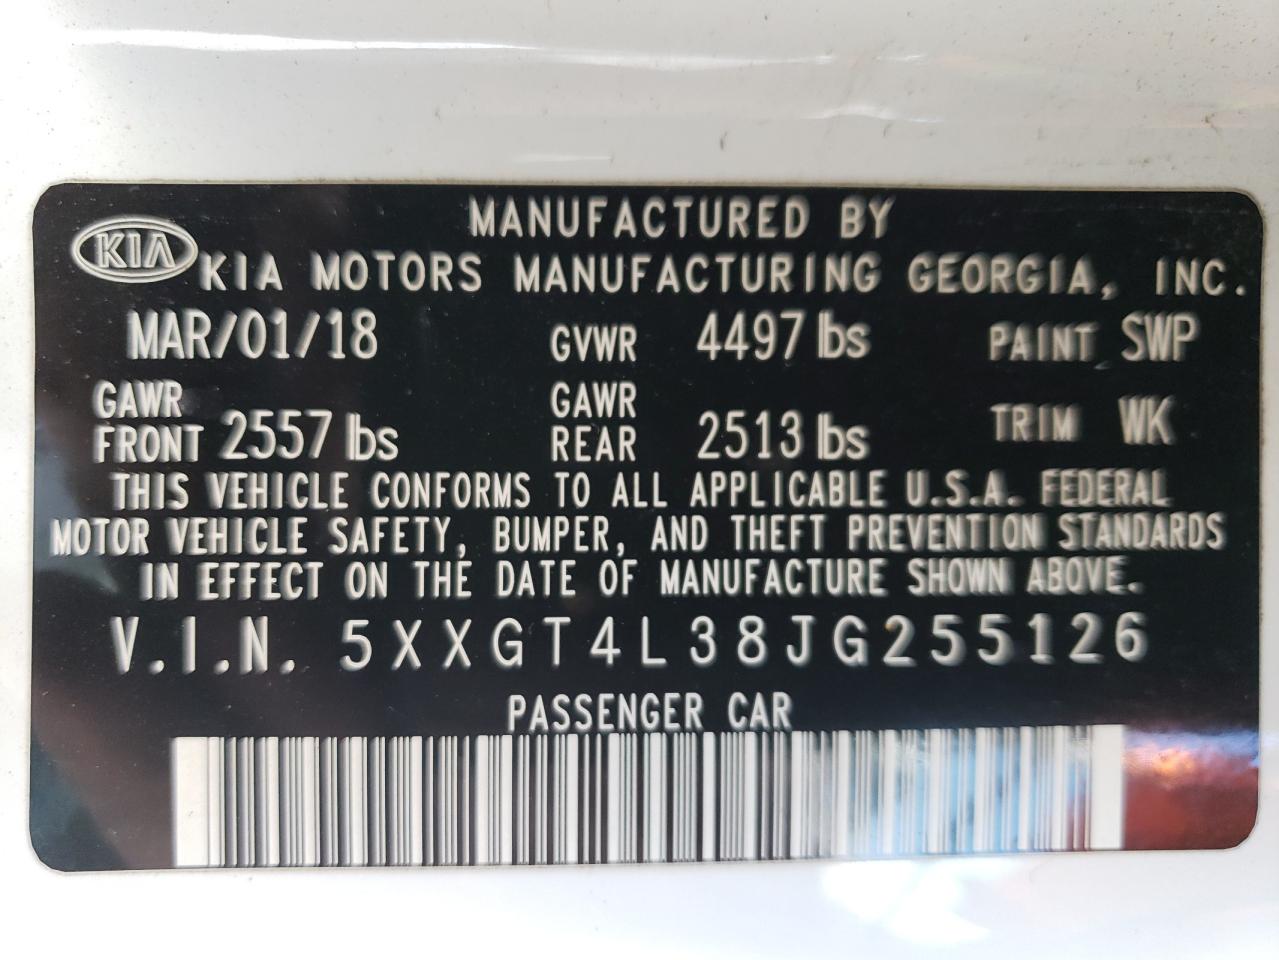 MANUFACTURED BY
KIA KIA MOTORS MANUFACTURING GEORGIA, INC.
MAR/01/18 GVWR 4497 lbs PAINT SWP
GAWR FRONT 2557 lbs GAWR REAR 2513 lbs TRIM WK
THIS VEHICLE CONFORMS TO ALL APPLICABLE U.S.A. FEDERAL
MOTOR VEHICLE SAFETY, BUMPER, AND THEFT PREVENTION STANDARDS
IN EFFECT ON THE DATE OF MANUFACTURE SHOWN ABOVE.
V.I.N. 5XXGT4L38JG255126
PASSENGER CAR